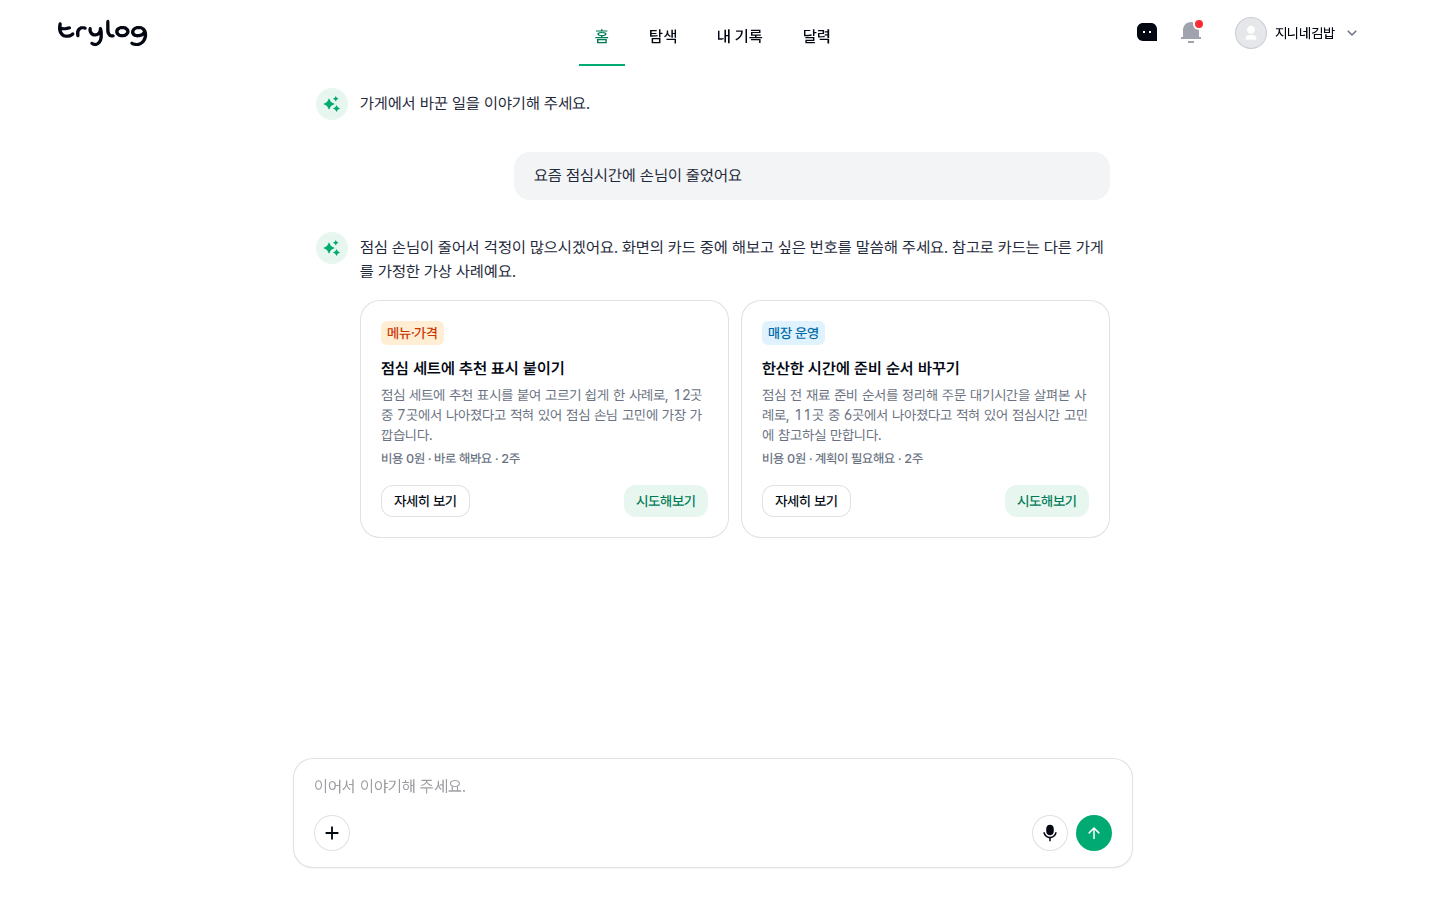 trylog
홈
탐색
내 기록
달력
지니네김밥
가게에서 바꾼 일을 이야기해 주세요.
요즘 점심시간에 손님이 줄었어요
점심 손님이 줄어서 걱정이 많으시겠어요. 화면의 카드 중에 해보고 싶은 번호를 말씀해 주세요. 참고로 카드는 다른 가게
를 가정한 가상 사례예요.
메뉴·가격
점심 세트에 추천 표시 붙이기
점심 세트에 추천 표시를 붙여 고르기 쉽게 한 사례로, 12곳
중 7곳에서 나아졌다고 적혀 있어 점심 손님 고민에 가장 가
깝습니다.
비용 0원 · 바로 해봐요 · 2주
자세히 보기
시도해보기
매장 운영
한산한 시간에 준비 순서 바꾸기
점심 전 재료 준비 순서를 정리해 주문 대기시간을 살펴본 사
례로, 11곳 중 6곳에서 나아졌다고 적혀 있어 점심시간 고민
에 참고하실 만합니다.
비용 0원 · 계획이 필요해요 · 2주
자세히 보기
시도해보기
이어서 이야기해 주세요.